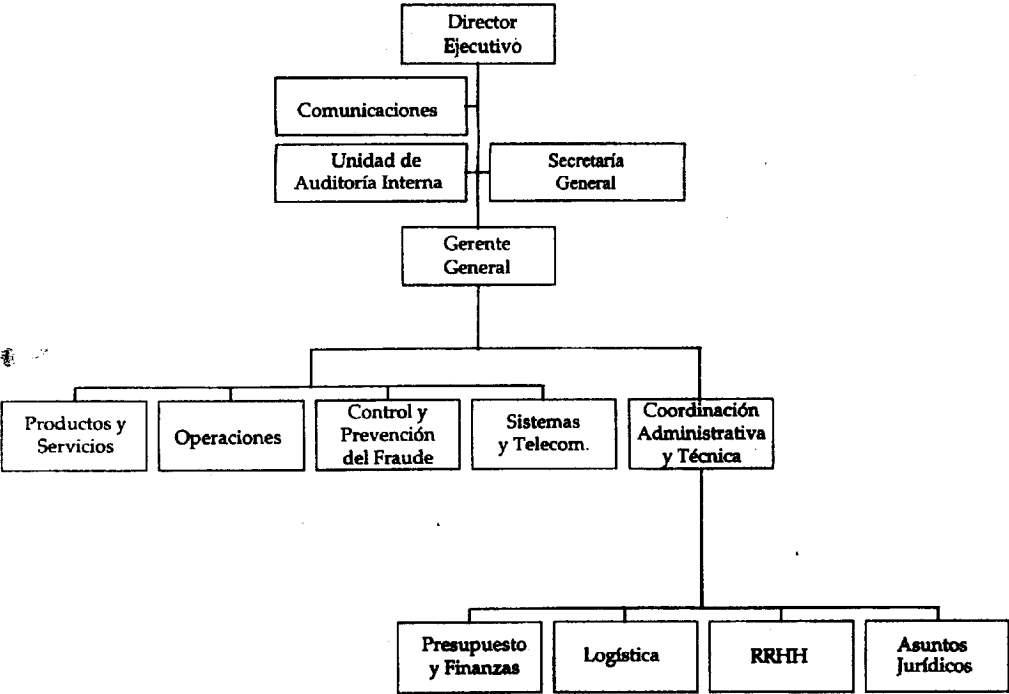 Director
Ejecutivo
Comunicaciones
Unidad de
Auditoría Interna
Secretaría
General
Gerente
General
Productos y
Servicios
Operaciones
Control y
Prevención
del Fraude
Sistemas
y Telecom.
Coordinación
Administrativa
y Técnica
Presupuesto
y Finanzas
Logística
RRHH
Asuntos
Jurídicos